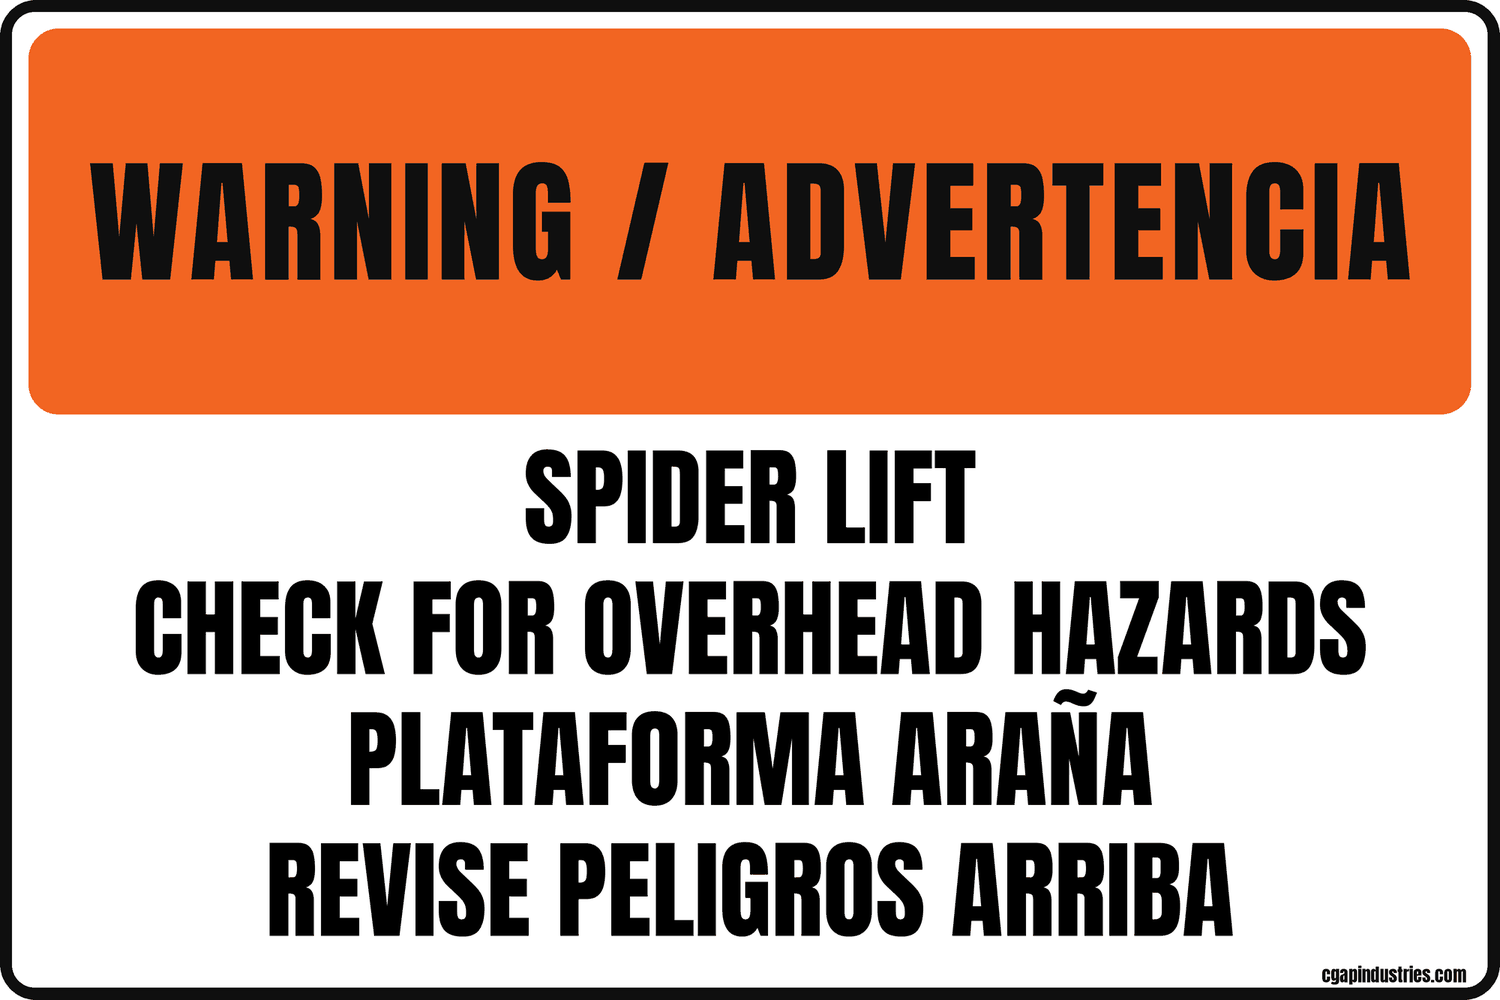 WARNING / ADVERTENCIA
SPIDER LIFT
CHECK FOR OVERHEAD HAZARDS
PLATAFORMA ARAÑA
REVISE PELIGROS ARRIBA
cgapindustries.com